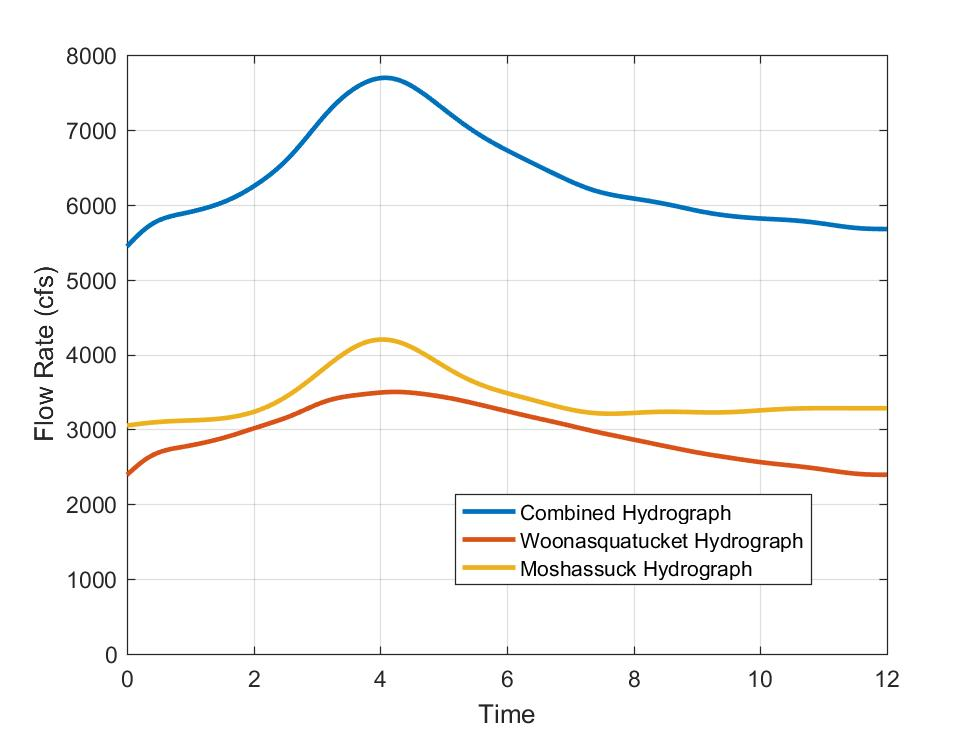 8000
7000
6000
5000
4000
3000
2000
1000
0
Flow Rate (cfs)
Combined Hydrograph
Woonasquatucket Hydrograph
Moshassuck Hydrograph
0 2 4 6 8 10 12
Time